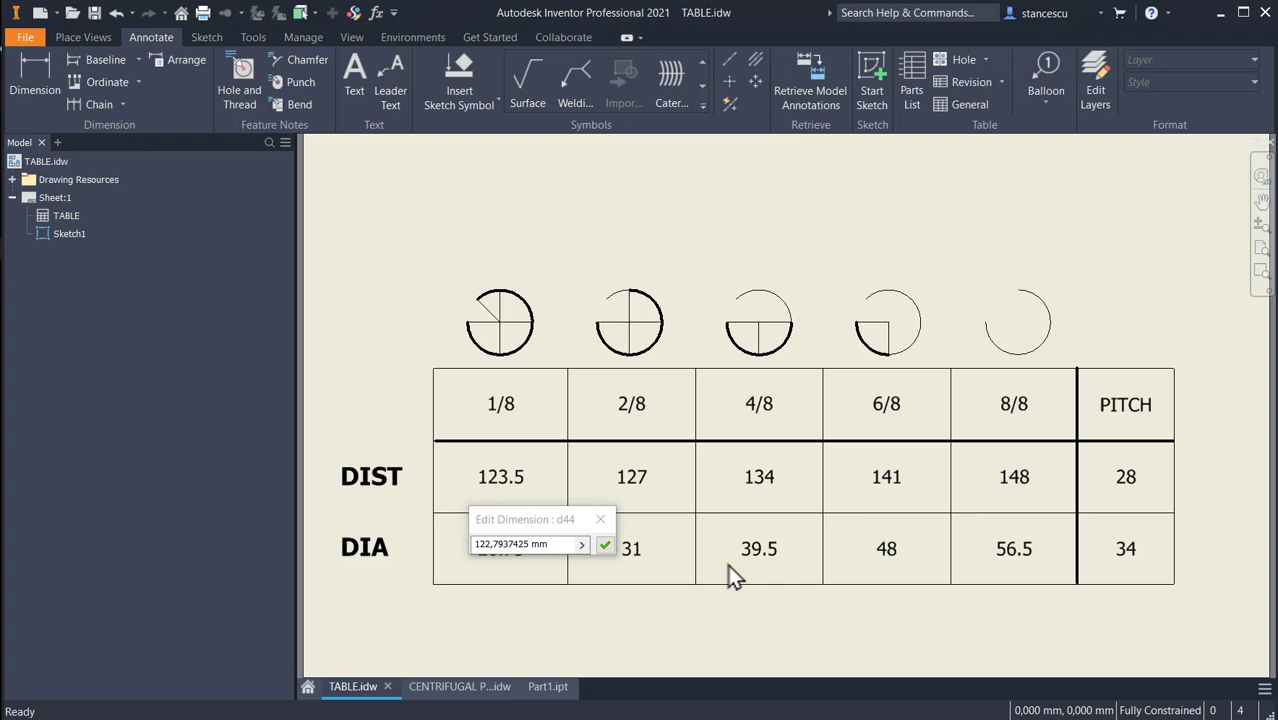 Autodesk Inventor Professional 2021 TABLE.idw
Search Help & Commands...
stancescu
File Place Views Annotate Sketch Tools Manage View Environments Get Started Collaborate
Dimension
Baseline
Ordinate
Chain
Arrange
Dimension
Hole and
Thread
Chamfer
Punch
Bend
Feature Notes
Text
Leader
Text
Text
Insert
Sketch Symbol
Surface
Weldi...
Impor...
Cater...
Symbols
Retrieve Model
Annotations
Retrieve
Start
Sketch
Sketch
Parts
List
Hole
Revision
General
Table
Balloon
Edit
Layers
Layer
Style
Format
Model
TABLE.idw
Drawing Resources
Sheet:1
TABLE
Sketch1
1/8 2/8 4/8 6/8 8/8 PITCH
DIST 123.5 127 134 141 148 28
Edit Dimension : d44
122,7937425 mm
DIA 31 39.5 48 56.5 34
TABLE.idw CENTRIFUGAL P...idw Part1.ipt
Ready
0,000 mm, 0,000 mm Fully Constrained 0 4